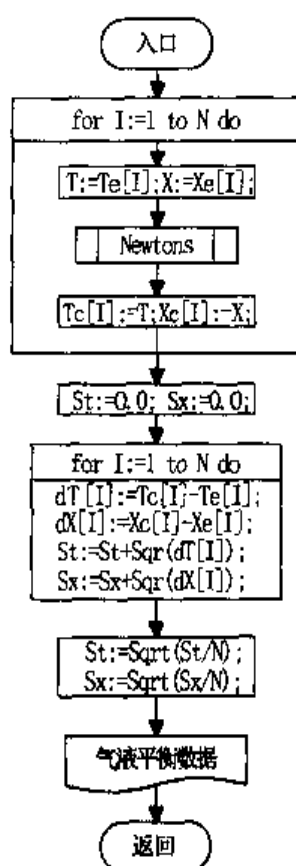 入口
for I:=1 to N do
T:=Te[I];X:=Xe[I];
Newtons
Tc[I]:=T;Xc[I]:=X;
St:=0.0; Sx:=0.0;
for I:=1 to N do
dT[I]:=Tc[I]-Te[I];
dX[I]:=Xc[I]-Xe[I];
St:=St+Sqr(dT[I]);
Sx:=Sx+Sqr(dX[I]);
St:=Sqrt(St/N);
Sx:=Sqrt(Sx/N);
气液平衡数据
返回